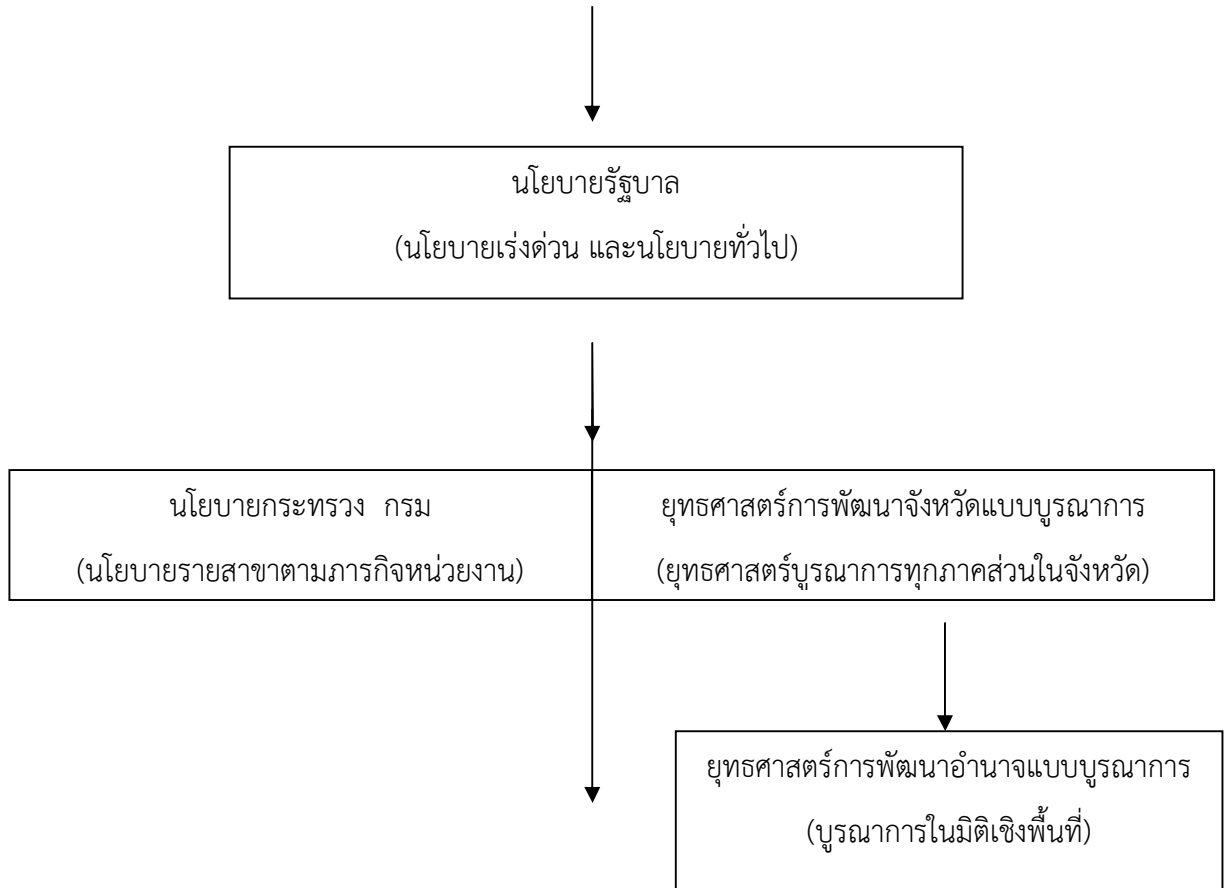 นโยบายรัฐบาล
(นโยบายเร่งด่วน และนโยบายทั่วไป)
นโยบายกระทรวง กรม
(นโยบายรายสาขาตามภารกิจหน่วยงาน)
ยุทธศาสตร์การพัฒนาจังหวัดแบบบูรณาการ
(ยุทธศาสตร์บูรณาการทุกภาคส่วนในจังหวัด)
ยุทธศาสตร์การพัฒนาอำนาจแบบบูรณาการ
(บูรณาการในมิติเชิงพื้นที่)